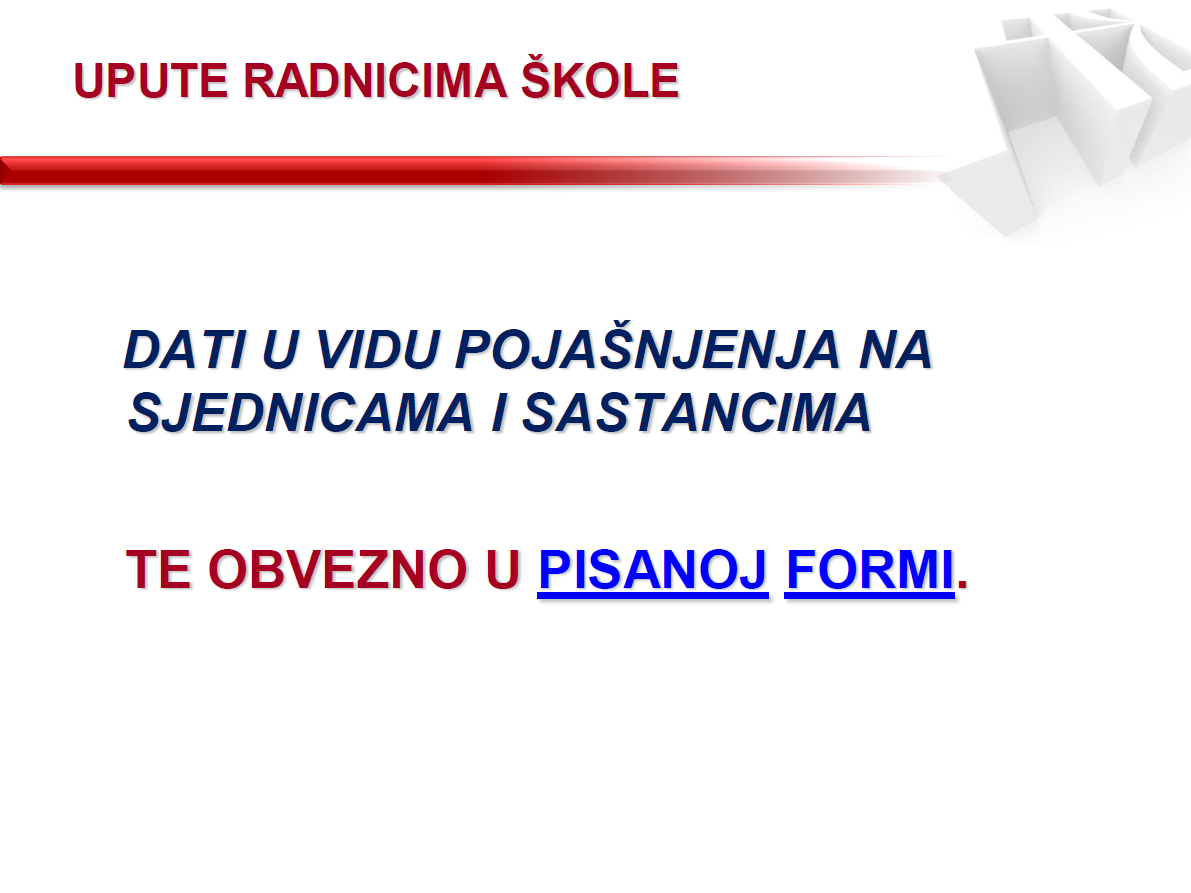 UPUTE RADNICIMA ŠKOLE
DATI U VIDU POJAŠNJENJA NA
SJEDNICAMA I SASTANCIMA
TE OBVEZNO U PISANOJ FORMI.